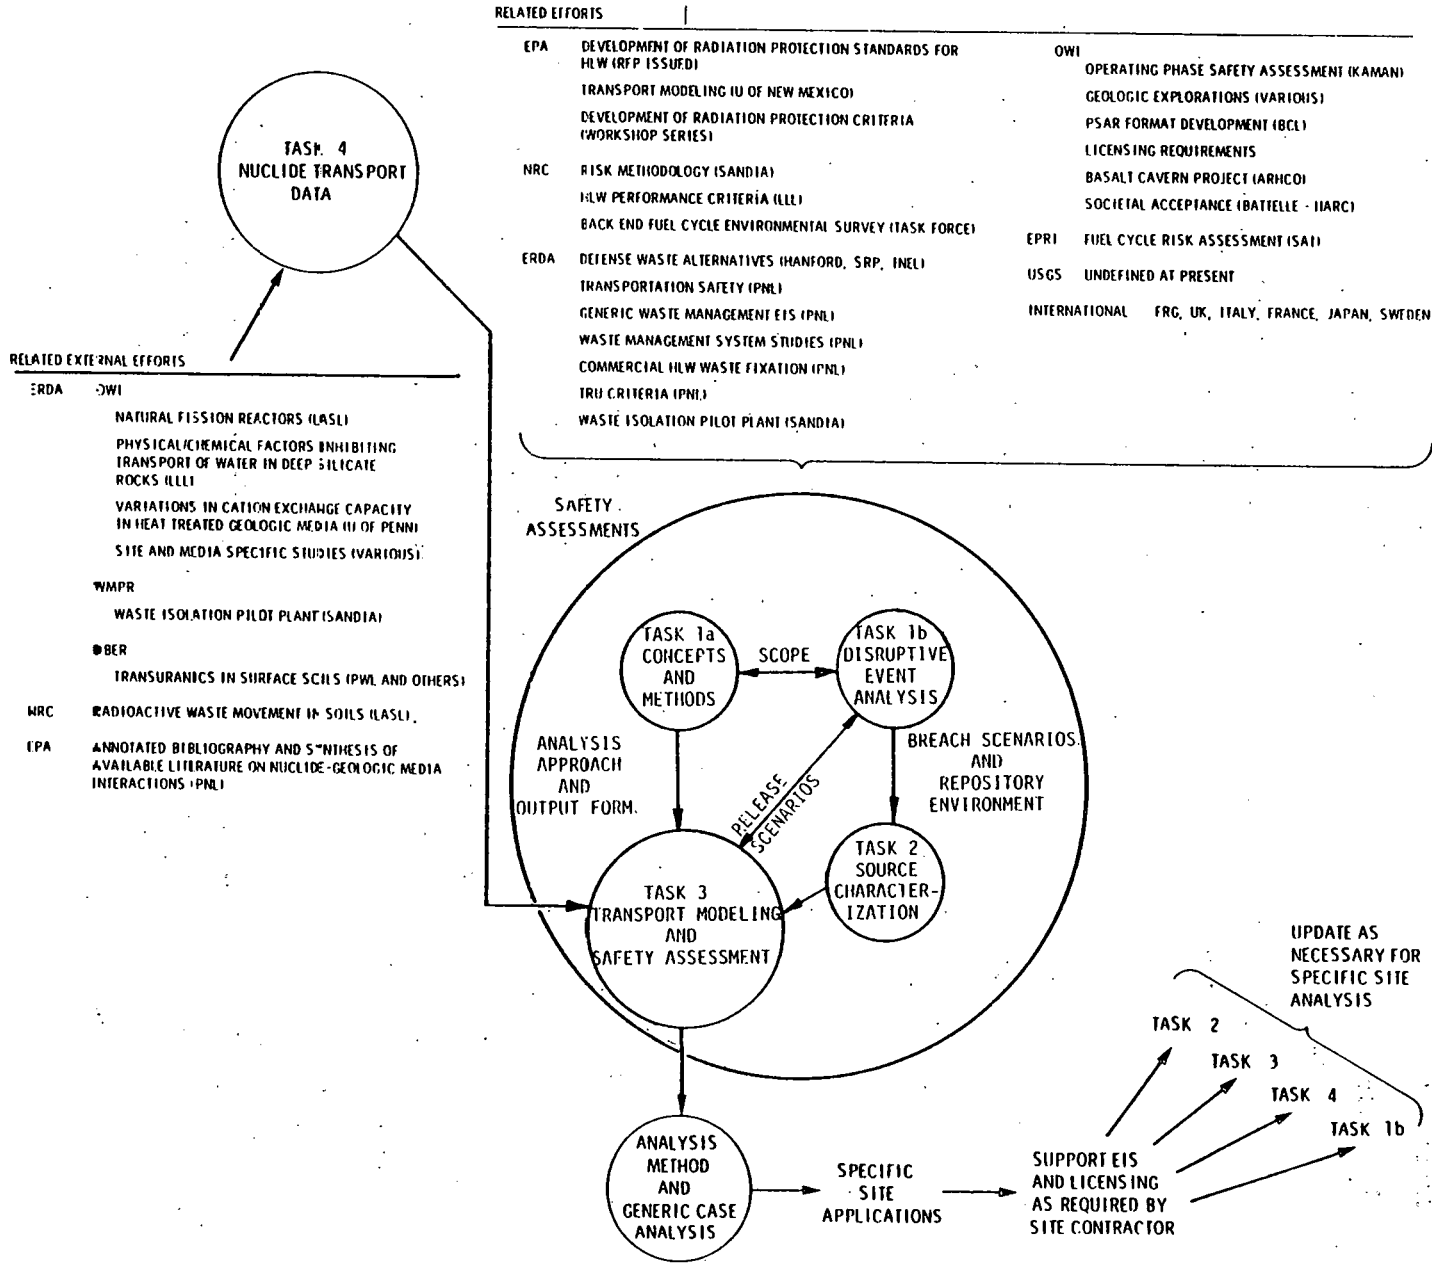 RELATED EFFORTS
EPA DEVELOPMENT OF RADIATION PROTECTION STANDARDS FOR
HLW (RFP ISSUED)
TRANSPORT MODELING (U OF NEW MEXICO)
DEVELOPMENT OF RADIATION PROTECTION CRITERIA
(WORKSHOP SERIES)
NRC RISK METHODOLOGY (SANDIA)
HLW PERFORMANCE CRITERIA (LLL)
BACK END FUEL CYCLE ENVIRONMENTAL SURVEY (TASK FORCE)
ERDA DEFENSE WASTE ALTERNATIVES (HANFORD, SRP, INEL)
TRANSPORTATION SAFETY (PNL)
GENERIC WASTE MANAGEMENT EIS (PNL)
WASTE MANAGEMENT SYSTEM STUDIES (PNL)
COMMERCIAL HLW WASTE FIXATION (PNL)
TRU CRITERIA (PNL)
WASTE ISOLATION PILOT PLANT (SANDIA)
OWI
OPERATING PHASE SAFETY ASSESSMENT (KAMAN)
GEOLOGIC EXPLORATIONS (VARIOUS)
PSAR FORMAT DEVELOPMENT (BCL)
LICENSING REQUIREMENTS
BASALT CAVERN PROJECT (ARHCO)
SOCIETAL ACCEPTANCE (BATTELLE - HARC)
EPRI FUEL CYCLE RISK ASSESSMENT (SAI)
USGS UNDEFINED AT PRESENT
INTERNATIONAL FRG, UK, ITALY, FRANCE, JAPAN, SWEDEN
TASK 4
NUCLIDE TRANSPORT
DATA
RELATED EXTERNAL EFFORTS
ERDA OWI
NATURAL FISSION REACTORS (LASL)
PHYSICAL/CHEMICAL FACTORS INHIBITING
TRANSPORT OF WATER IN DEEP SILICATE
ROCKS (LLL)
VARIATIONS IN CATION EXCHANGE CAPACITY
IN HEAT TREATED GEOLOGIC MEDIA (U OF PENN)
SITE AND MEDIA SPECIFIC STUDIES (VARIOUS)
WMPR
WASTE ISOLATION PILOT PLANT (SANDIA)
DBER
TRANSURANICS IN SURFACE SOILS (PWL AND OTHERS)
NRC RADIOACTIVE WASTE MOVEMENT IN SOILS (LASL)
EPA ANNOTATED BIBLIOGRAPHY AND SYNTHESIS OF
AVAILABLE LITERATURE ON NUCLIDE-GEOLOGIC MEDIA
INTERACTIONS (PNL)
SAFETY
ASSESSMENTS
TASK 1a
CONCEPTS
AND
METHODS
SCOPE
TASK 1b
DISRUPTIVE
EVENT
ANALYSIS
ANALYSIS
APPROACH
AND
OUTPUT FORM.
RELEASE
SCENARIOS
BREACH SCENARIOS
AND
REPOSITORY
ENVIRONMENT
TASK 2
SOURCE
CHARACTER-
IZATION
TASK 3
TRANSPORT MODELING
AND
SAFETY ASSESSMENT
ANALYSIS
METHOD
AND
GENERIC CASE
ANALYSIS
SPECIFIC
SITE
APPLICATIONS
SUPPORT EIS
AND LICENSING
AS REQUIRED BY
SITE CONTRACTOR
UPDATE AS
NECESSARY FOR
SPECIFIC SITE
ANALYSIS
TASK 2
TASK 3
TASK 4
TASK 1b